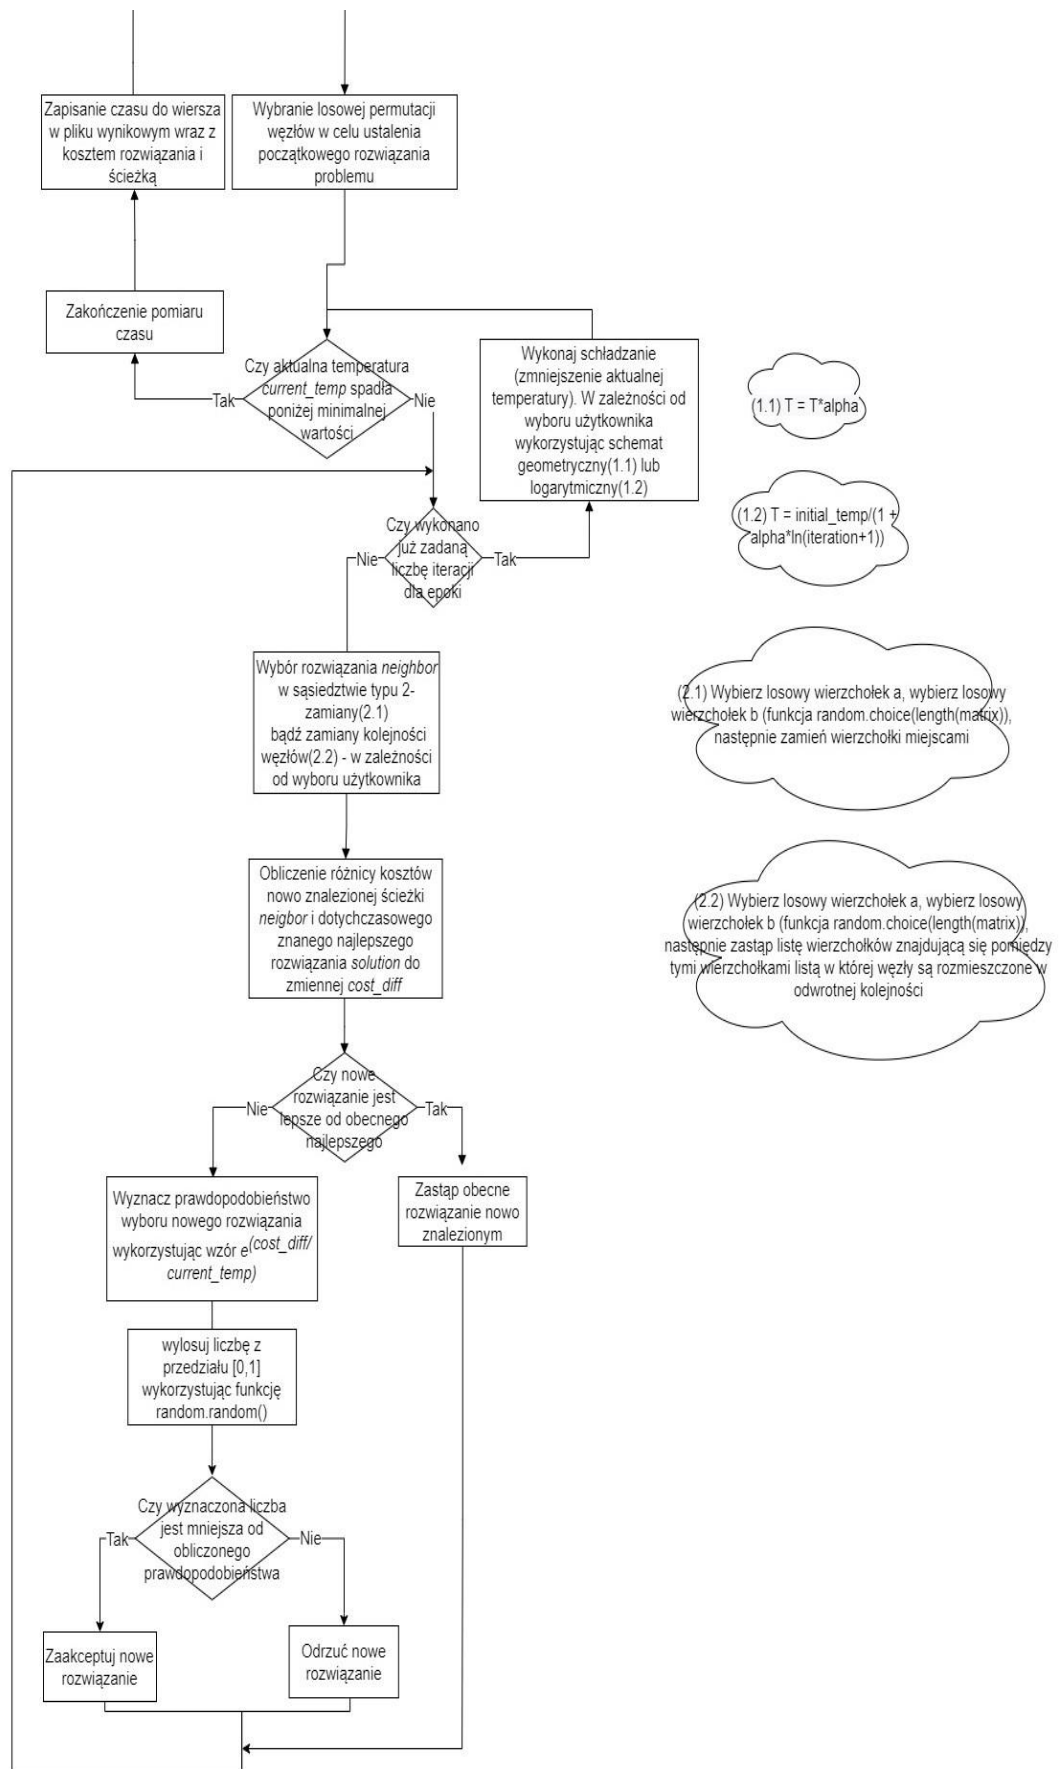 Zapisanie czasu do wiersza
w pliku wynikowym wraz z
kosztem rozwiązania i
ścieżką
Wybranie losowej permutacji
węzłów w celu ustalenia
początkowego rozwiązania
problemu
Zakończenie pomiaru
czasu
Czy aktualna temperatura
current_temp spadła
poniżej minimalnej
wartości
Tak
Nie
Wykonaj schładzanie
(zmniejszenie aktualnej
temperatury). W zależności od
wyboru użytkownika
wykorzystując schemat
geometryczny(1.1) lub
logarytmiczny(1.2)
(1.1) T = T*alpha
(1.2) T = initial_temp/(1 +
alpha*ln(iteration+1))
Czy wykonano
już zadaną
liczbę iteracji
dla epoki
Nie
Tak
Wybór rozwiązania neighbor
w sąsiedztwie typu 2-
zamiany(2.1)
bądź zamiany kolejności
węzłów(2.2) - w zależności
od wyboru użytkownika
(2.1) Wybierz losowy wierzchołek a, wybierz losowy
wierzchołek b (funkcja random.choice(length(matrix)),
następnie zamień wierzchołki miejscami
Obliczenie różnicy kosztów
nowo znalezionej ścieżki
neigbor i dotychczasowego
znanego najlepszego
rozwiązania solution do
zmiennej cost_diff
(2.2) Wybierz losowy wierzchołek a, wybierz losowy
wierzchołek b (funkcja random.choice(length(matrix)),
następnie zastąp listę wierzchołków znajdującą się pomiędzy
tymi wierzchołkami listą w której węzły są rozmieszczone w
odwrotnej kolejności
Czy nowe
rozwiązanie jest
lepsze od obecnego
najlepszego
Nie
Tak
Wyznacz prawdopodobieństwo
wyboru nowego rozwiązania
wykorzystując wzór e^(cost_diff/
current_temp)
Zastąp obecne
rozwiązanie nowo
znalezionym
wylosuj liczbę z
przedziału [0,1]
wykorzystując funkcję
random.random()
Czy wyznaczona liczba
jest mniejsza od
obliczonego
prawdopodobieństwa
Tak
Nie
Zaakceptuj nowe
rozwiązanie
Odrzuć nowe
rozwiązanie